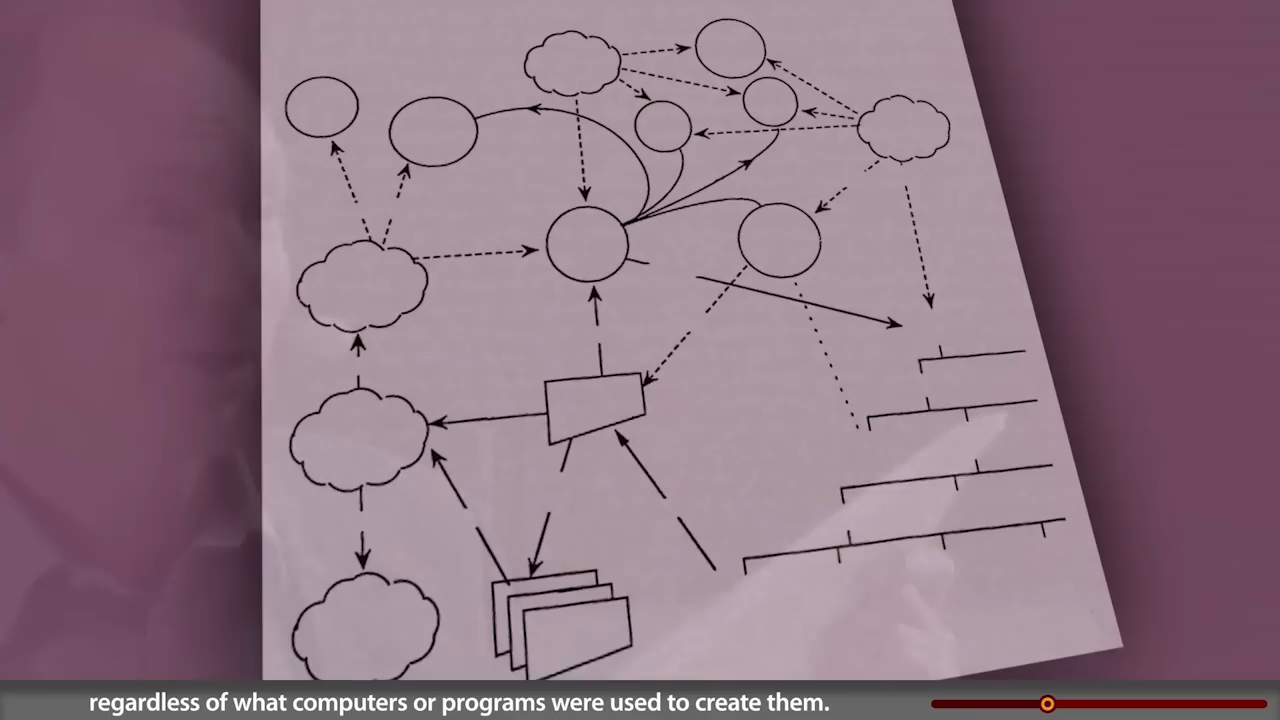 regardless of what computers or programs were used to create them.